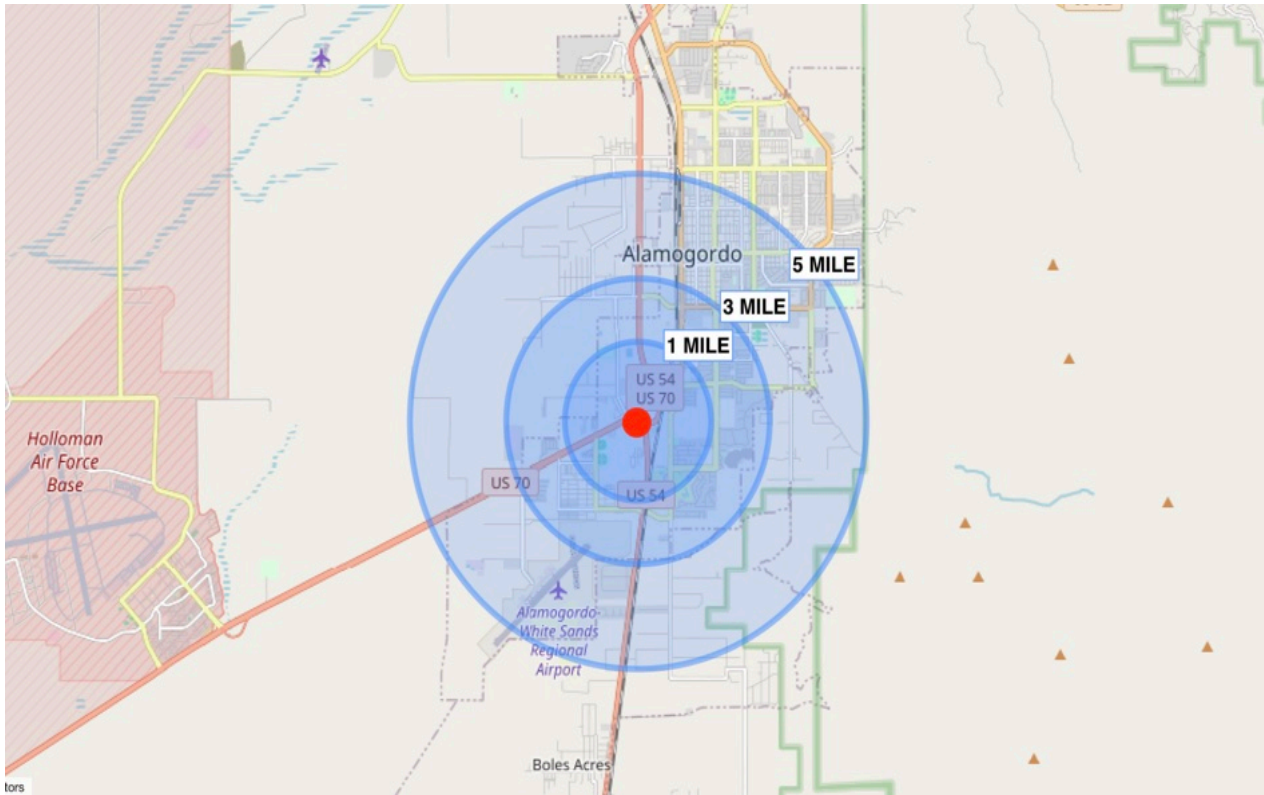 Alamogordo
5 MILE
3 MILE
1 MILE
US 54
US 70
Holloman
Air Force
Base
US 70
US 54
Alamogordo-
White Sands
Regional
Airport
Boles Acres
tors